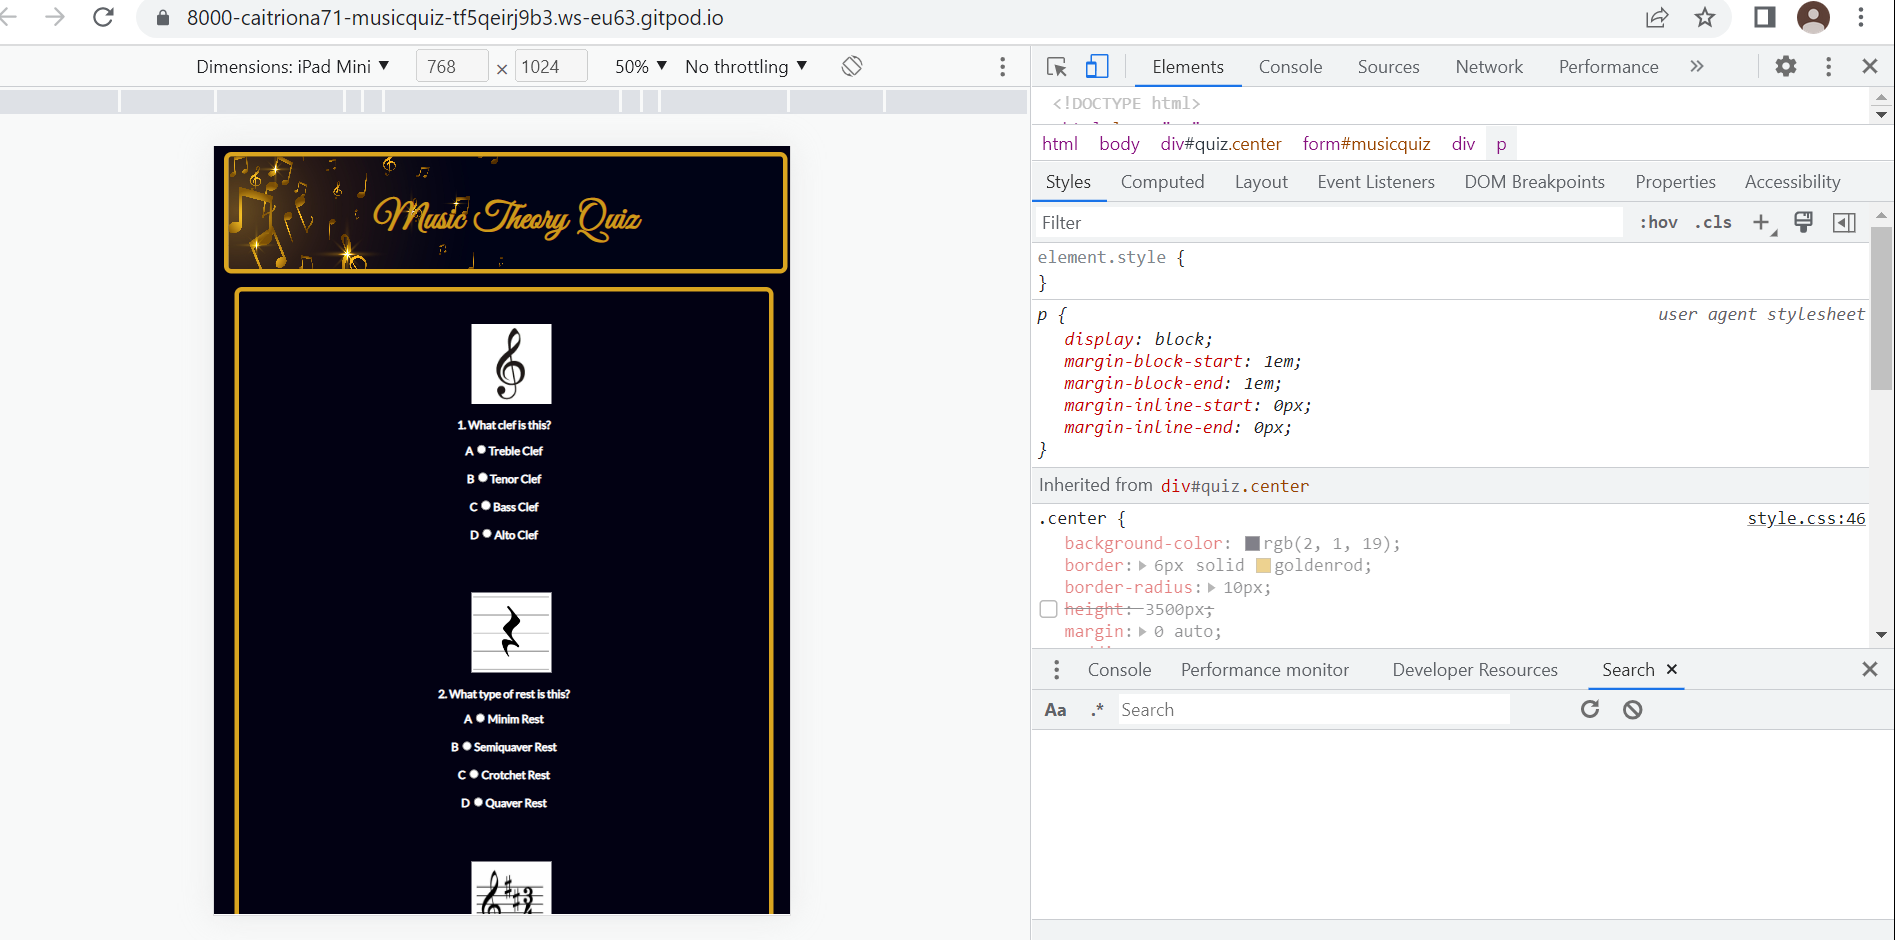 8000-caitriona71-musicquiz-tf5qeirj9b3.ws-eu63.gitpod.io
Dimensions: iPad Mini ▼ 768 × 1024 50% ▼ No throttling ▼
Elements Console Sources Network Performance »
<!DOCTYPE html>
html body div#quiz.center form#musicquiz div p
Styles Computed Layout Event Listeners DOM Breakpoints Properties Accessibility
Filter :hov .cls +
element.style {
}
p { user agent stylesheet
display: block;
margin-block-start: 1em;
margin-block-end: 1em;
margin-inline-start: 0px;
margin-inline-end: 0px;
}
Inherited from div#quiz.center
.center { style.css:46
background-color: rgb(2, 1, 19);
border: 6px solid goldenrod;
border-radius: 10px;
height: 3500px;
margin: 0 auto;
Console Performance monitor Developer Resources Search ×
Aa .* Search
Music Theory Quiz
1. What clef is this?
A Treble Clef
B Tenor Clef
C Bass Clef
D Alto Clef
2. What type of rest is this?
A Minim Rest
B Semiquaver Rest
C Crotchet Rest
D Quaver Rest